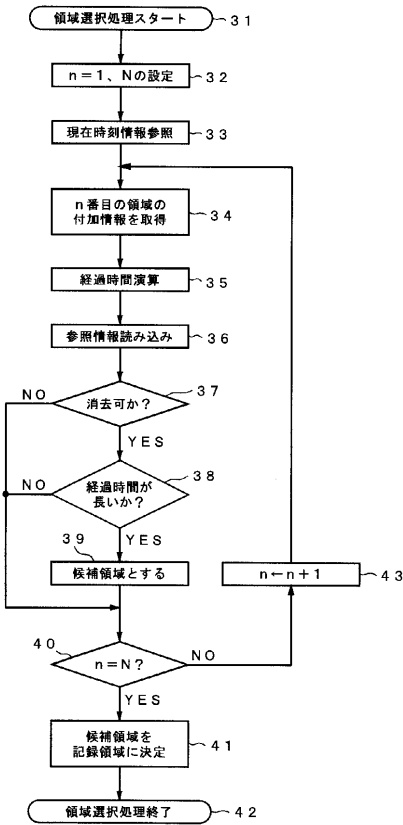 領域選択処理スタート 31
n=1、Nの設定 32
現在時刻情報参照 33
n番目の領域の
付加情報を取得 34
経過時間演算 35
参照情報読み込み 36
消去可か? 37
NO
YES
経過時間が
長いか? 38
NO
YES
39
候補領域とする
n←n+1 43
40
n=N?
NO
YES
候補領域を
記録領域に決定 41
領域選択処理終了 42